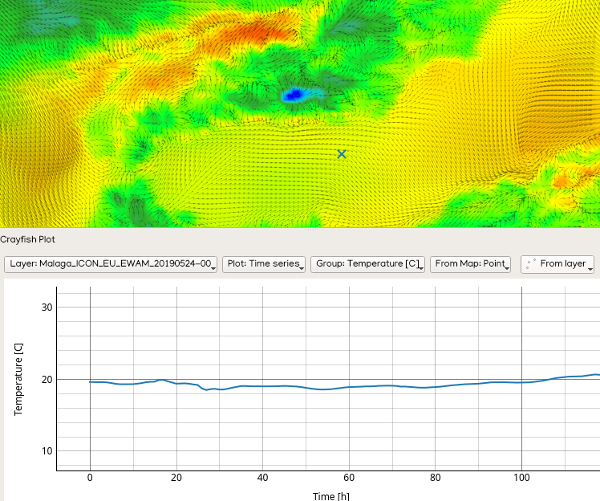 Crayfish Plot
Layer: Malaga_ICON_EU_EWAM_20190524-00 Plot: Time series Group: Temperature [C] From Map: Point From layer
30
20
10
Temperature [C]
0 20 40 60 80 100
Time [h]